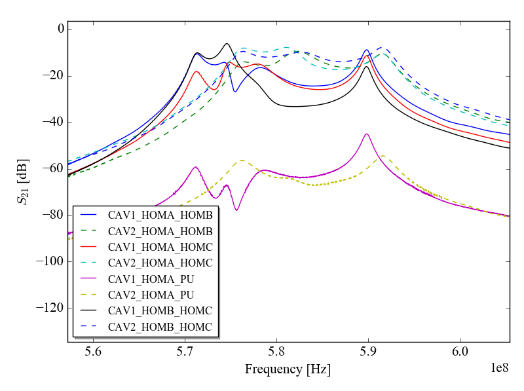 0
−20
−40
−60
−80
−100
−120
S21 [dB]
CAV1_HOMA_HOMB
CAV2_HOMA_HOMB
CAV1_HOMA_HOMC
CAV2_HOMA_HOMC
CAV1_HOMA_PU
CAV2_HOMA_PU
CAV1_HOMB_HOMC
CAV2_HOMB_HOMC
5.6 5.7 5.8 5.9 6.0
Frequency [Hz]
1e8